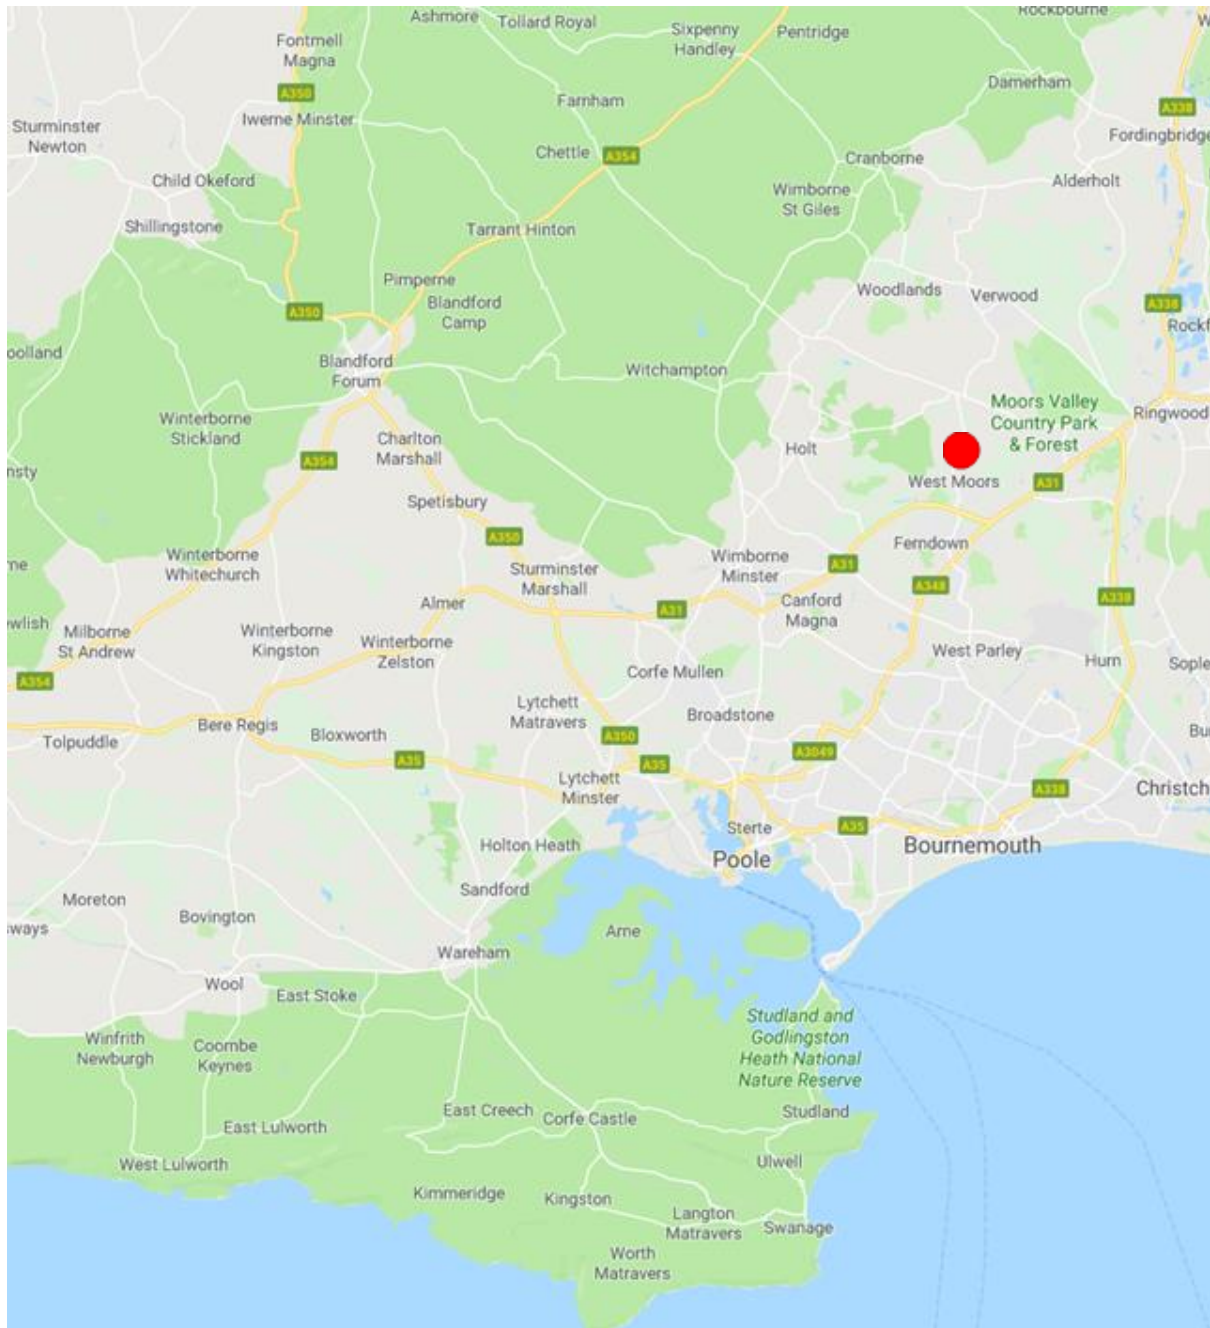 Ashmore
Tollard Royal
Sixpenny
Handley
Pentridge
Rockbourne
Fontmell
Magna
A350
Iwerne Minster
Farnham
Damerham
A338
Sturminster
Newton
Fordingbridge
Chettle
A354
Cranborne
Child Okeford
Wimborne
St Giles
Alderholt
Shillingstone
Tarrant Hinton
Pimperne
Blandford
Camp
Woodlands
Verwood
A350
A338
Rockf
oolland
Blandford
Forum
Witchampton
Winterborne
Stickland
Moors Valley
Country Park
& Forest
Ringwood
Charlton
Marshall
Holt
A354
nsty
West Moors
A31
Spetisbury
A350
Ferndown
Winterborne
Whitechurch
Sturminster
Marshall
Wimborne
Minster
A31
ne
A348
Almer
A31
Canford
Magna
A338
ewlish
Milborne
St Andrew
Winterborne
Kingston
Winterborne
Zelston
West Parley
Hurn
Sople
Corfe Mullen
A354
Lytchett
Matravers
Broadstone
Bere Regis
Tolpuddle
Bloxworth
A350
A3049
Bu
A35
A35
Lytchett
Minster
A338
Christch
Sterte
A35
Holton Heath
Poole
Bournemouth
Sandford
Moreton
Bovington
sways
Arne
Wareham
Wool
East Stoke
Studland and
Godlingston
Heath National
Nature Reserve
Winfrith
Newburgh
Coombe
Keynes
East Creech
Corfe Castle
Studland
East Lulworth
West Lulworth
Ulwell
Kimmeridge
Kingston
Langton
Matravers
Swanage
Worth
Matravers
W